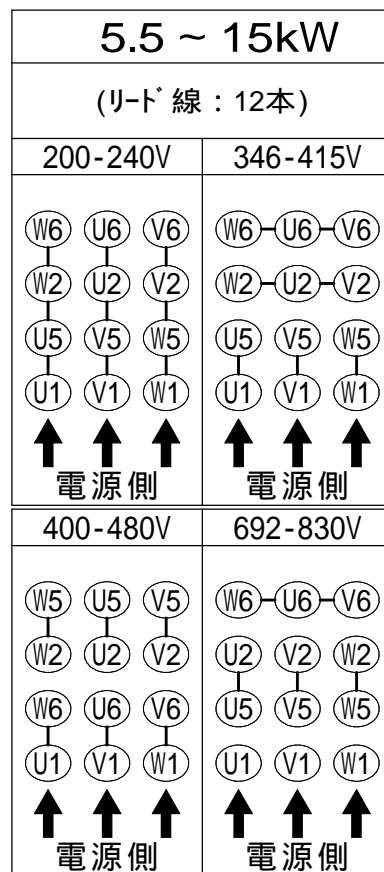 5.5 ~ 15kW
(ﾘｰﾄﾞ線：12本)
200-240V 346-415V
W6 U6 V6 W6 U6 V6
W2 U2 V2 W2 U2 V2
U5 V5 W5 U5 V5 W5
U1 V1 W1 U1 V1 W1
電源側 電源側
400-480V 692-830V
W5 U5 V5 W6 U6 V6
W2 U2 V2 U2 V2 W2
W6 U6 V6 U5 V5 W5
U1 V1 W1 U1 V1 W1
電源側 電源側